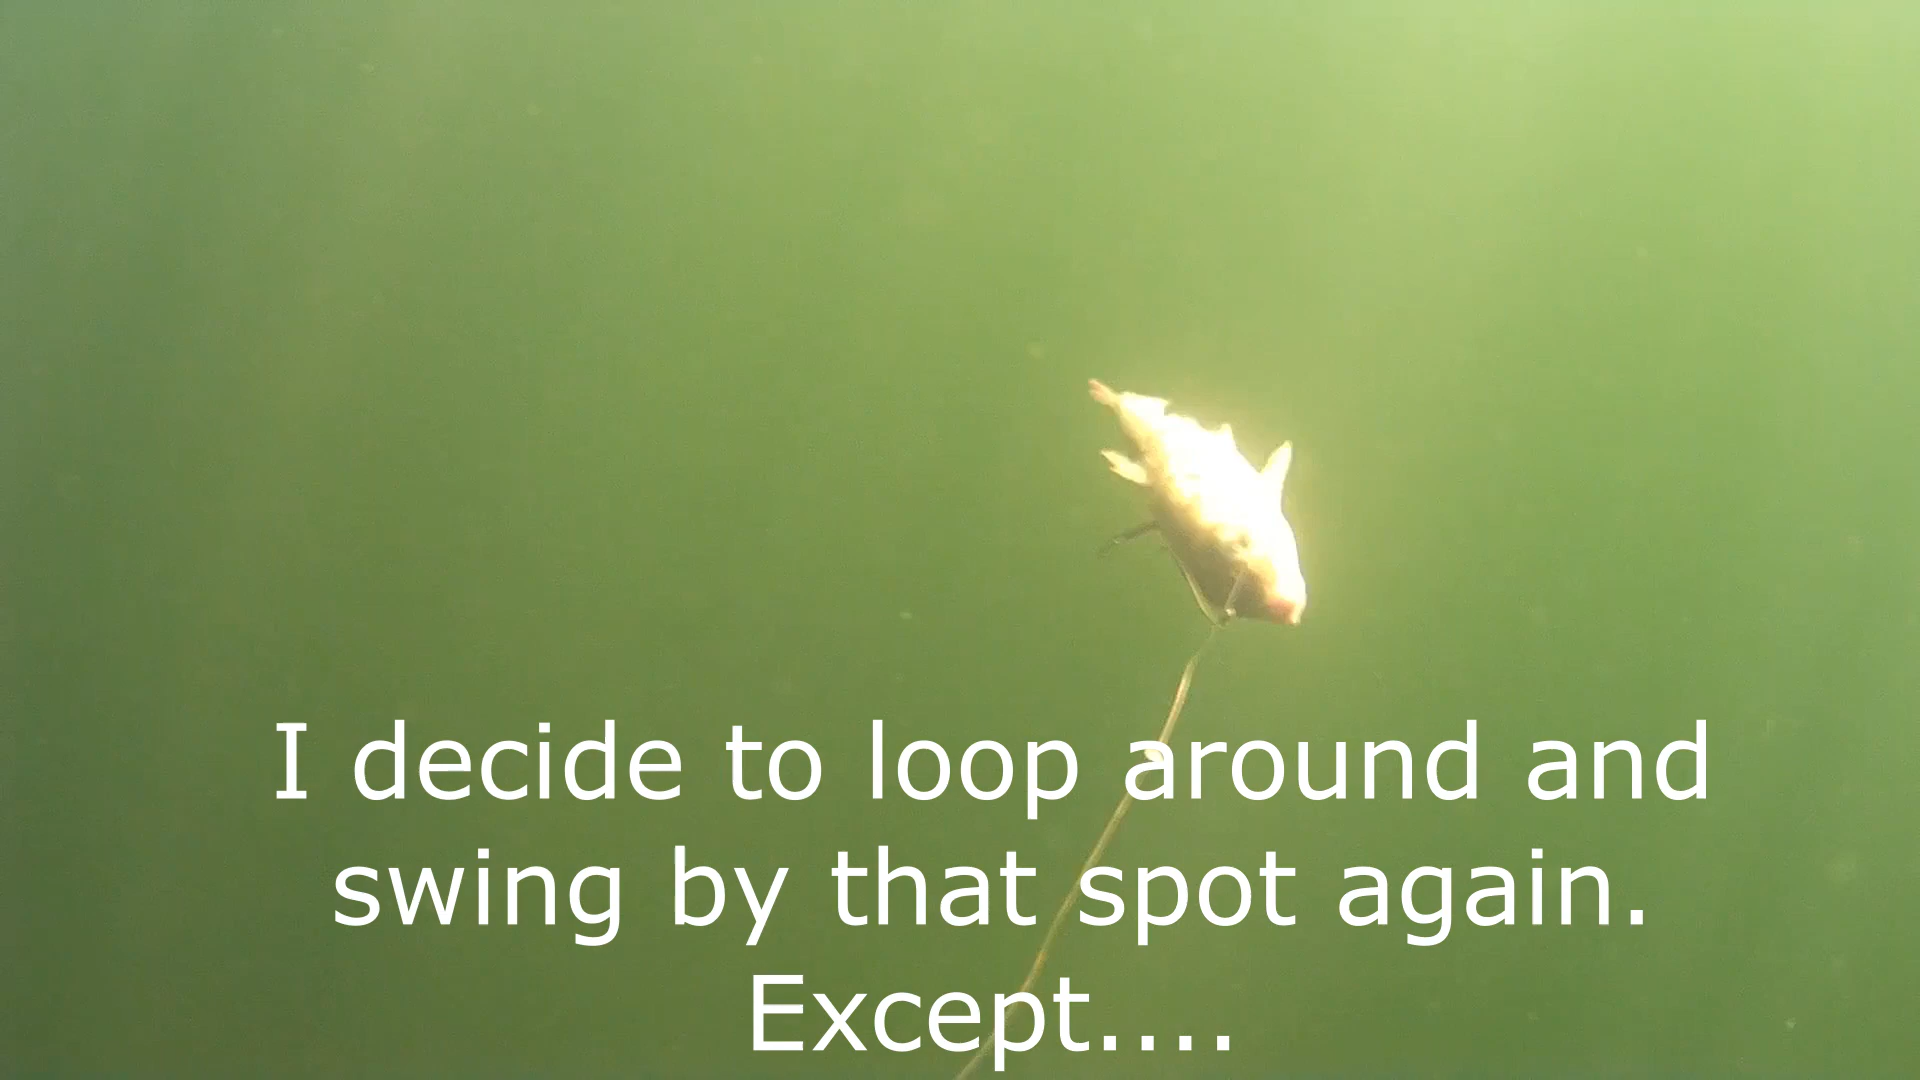 I decide to loop around and
swing by that spot again.
Except....